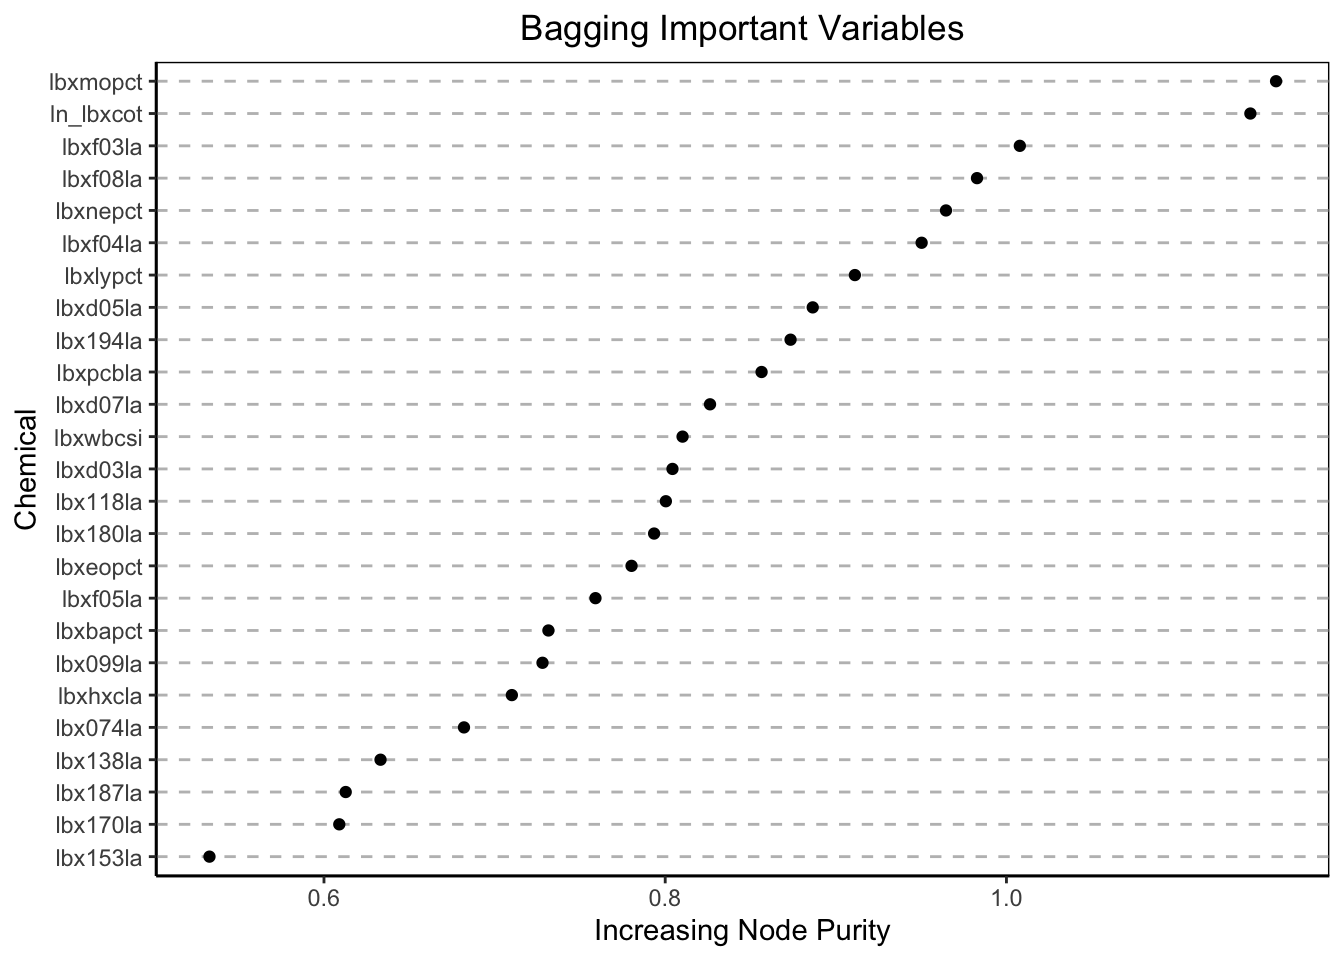 Bagging Important Variables
lbxmopct
ln_lbxcot
lbxf03la
lbxf08la
lbxnepct
lbxf04la
lbxlypct
lbxd05la
lbx194la
lbxpcbla
lbxd07la
lbxwbcsi
lbxd03la
lbx118la
lbx180la
lbxeopct
lbxf05la
lbxbapct
lbx099la
lbxhxcla
lbx074la
lbx138la
lbx187la
lbx170la
lbx153la
Chemical
0.6 0.8 1.0
Increasing Node Purity